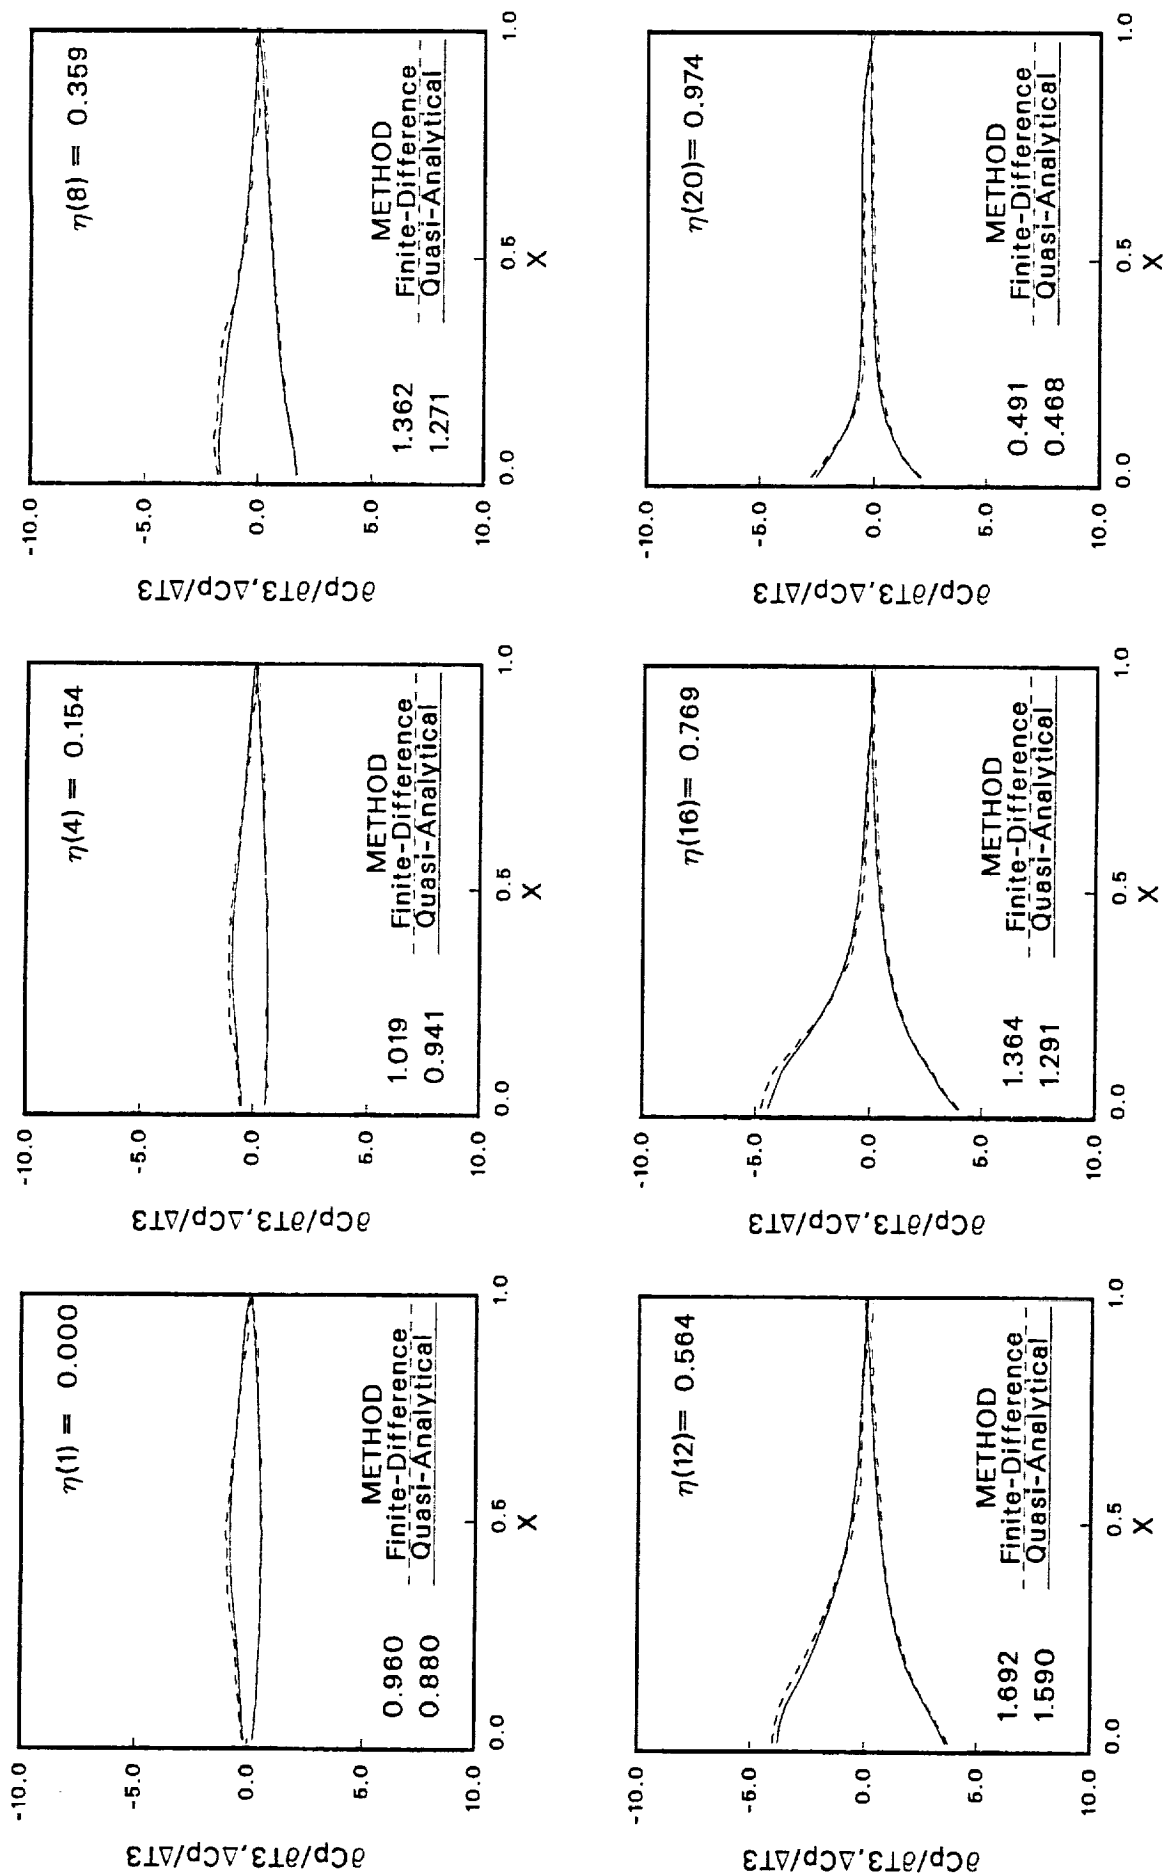 -10.0
-5.0
0.0
5.0
10.0
∂Cp/∂T3,ΔCp/ΔT3
η(1) = 0.000
METHOD
0.960 Finite-Difference
0.880 Quasi-Analytical
0.0 0.5 1.0
X
-10.0
-5.0
0.0
5.0
10.0
∂Cp/∂T3,ΔCp/ΔT3
η(4) = 0.154
METHOD
1.019 Finite-Difference
0.941 Quasi-Analytical
0.0 0.5 1.0
X
-10.0
-5.0
0.0
5.0
10.0
∂Cp/∂T3,ΔCp/ΔT3
η(8) = 0.359
METHOD
1.362 Finite-Difference
1.271 Quasi-Analytical
0.0 0.5 1.0
X
-10.0
-5.0
0.0
5.0
10.0
∂Cp/∂T3,ΔCp/ΔT3
η(12)= 0.564
METHOD
1.692 Finite-Difference
1.590 Quasi-Analytical
0.0 0.5 1.0
X
-10.0
-5.0
0.0
5.0
10.0
∂Cp/∂T3,ΔCp/ΔT3
η(16)= 0.769
METHOD
1.364 Finite-Difference
1.291 Quasi-Analytical
0.0 0.5 1.0
X
-10.0
-5.0
0.0
5.0
10.0
∂Cp/∂T3,ΔCp/ΔT3
η(20)= 0.974
METHOD
0.491 Finite-Difference
0.468 Quasi-Analytical
0.0 0.5 1.0
X